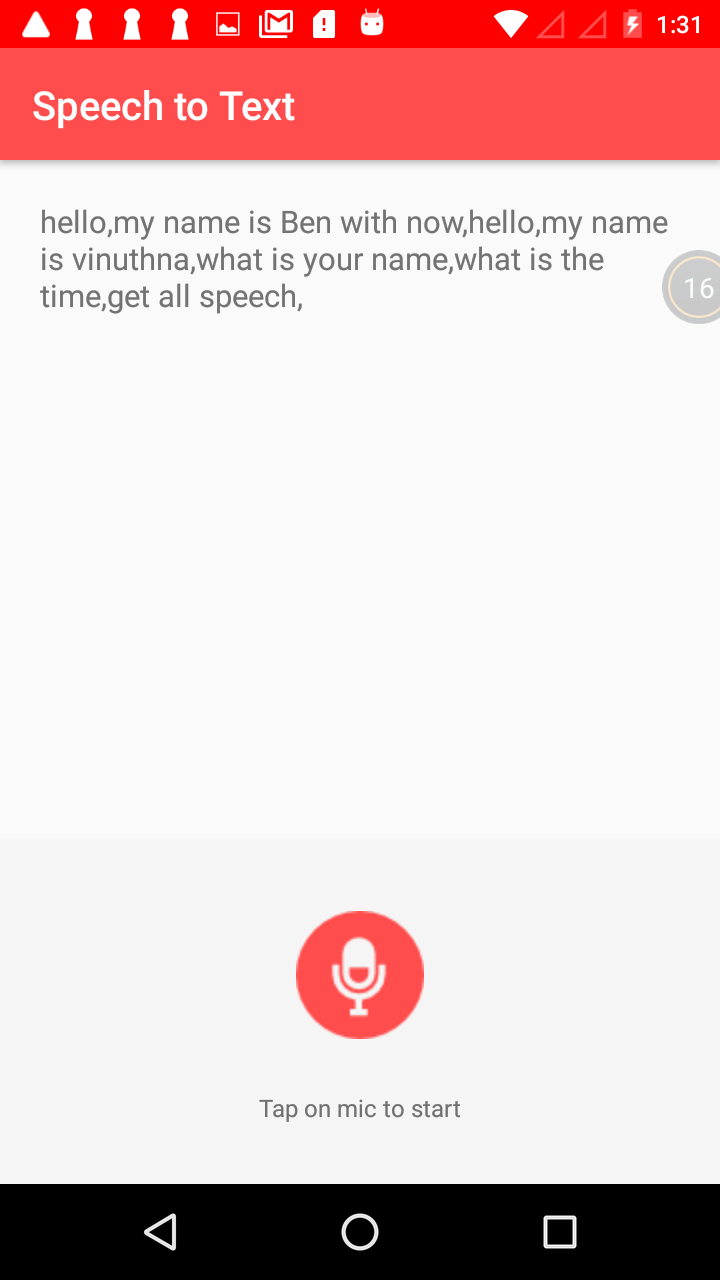 1:31
Speech to Text
hello,my name is Ben with now,hello,my name
is vinuthna,what is your name,what is the
time,get all speech,
16
Tap on mic to start